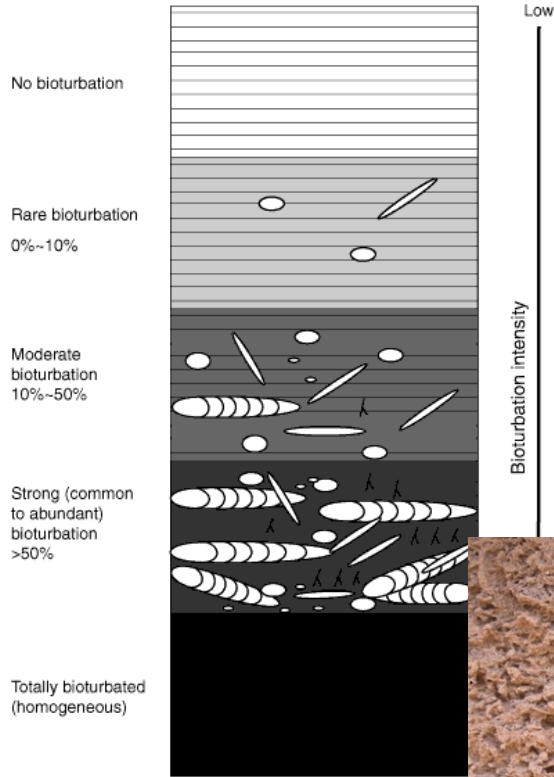 Low
No bioturbation
Rare bioturbation
0%~10%
Moderate
bioturbation
10%~50%
Strong (common
to abundant)
bioturbation
>50%
Totally bioturbated
(homogeneous)
Bioturbation intensity